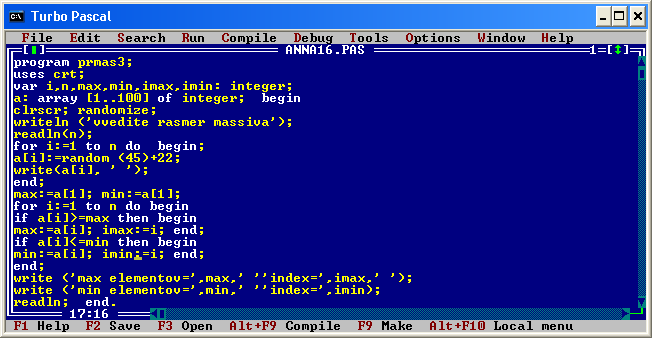 Turbo Pascal
File Edit Search Run Compile Debug Tools Options Window Help
ANNA16.PAS 1=[↕]
program prmas3;
uses crt;
var i,n,max,min,imax,imin: integer;
a: array [1..100] of integer;  begin
clrscr; randomize;
writeln ('vvedite rasmer massiva');
readln(n);
for i:=1 to n do  begin;
a[i]:=random (45)+22;
write(a[i], ' ');
end;
max:=a[1]; min:=a[1];
for i:=1 to n do begin
if a[i]>=max then begin
max:=a[i]; imax:=i; end;
if a[i]<=min then begin
min:=a[i]; imin:=i; end;
end;
write ('max elementov=',max,' ''index=',imax,' ');
write ('min elementov=',min,' ''index=',imin);
readln;  end.
17:16
F1 Help  F2 Save  F3 Open  Alt+F9 Compile  F9 Make  Alt+F10 Local menu